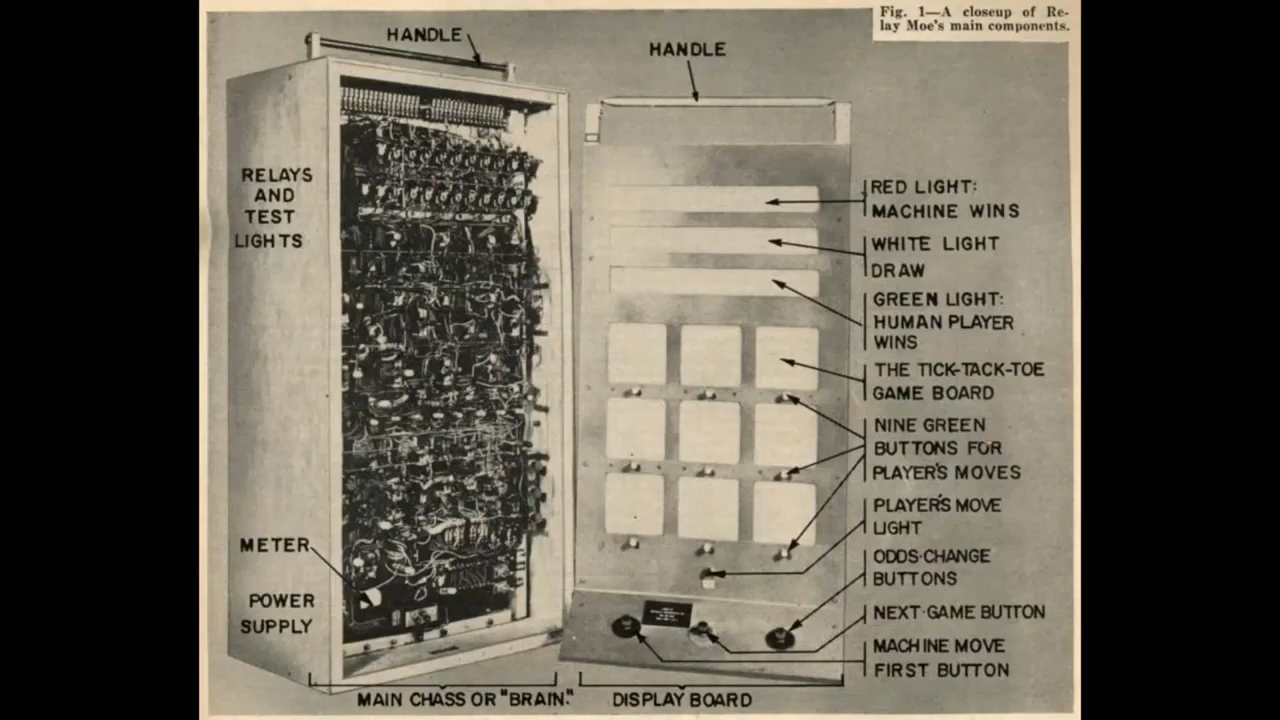 Fig. 1—A closeup of Re-
lay Moe's main components.
HANDLE
HANDLE
RELAYS
AND
TEST
LIGHTS
METER
POWER
SUPPLY
RED LIGHT:
MACHINE WINS
WHITE LIGHT
DRAW
GREEN LIGHT:
HUMAN PLAYER
WINS
THE TICK-TACK-TOE
GAME BOARD
NINE GREEN
BUTTONS FOR
PLAYER'S MOVES
PLAYER'S MOVE
LIGHT
ODDS-CHANGE
BUTTONS
NEXT-GAME BUTTON
MACHINE MOVE
FIRST BUTTON
MAIN CHASS OR "BRAIN."
DISPLAY BOARD